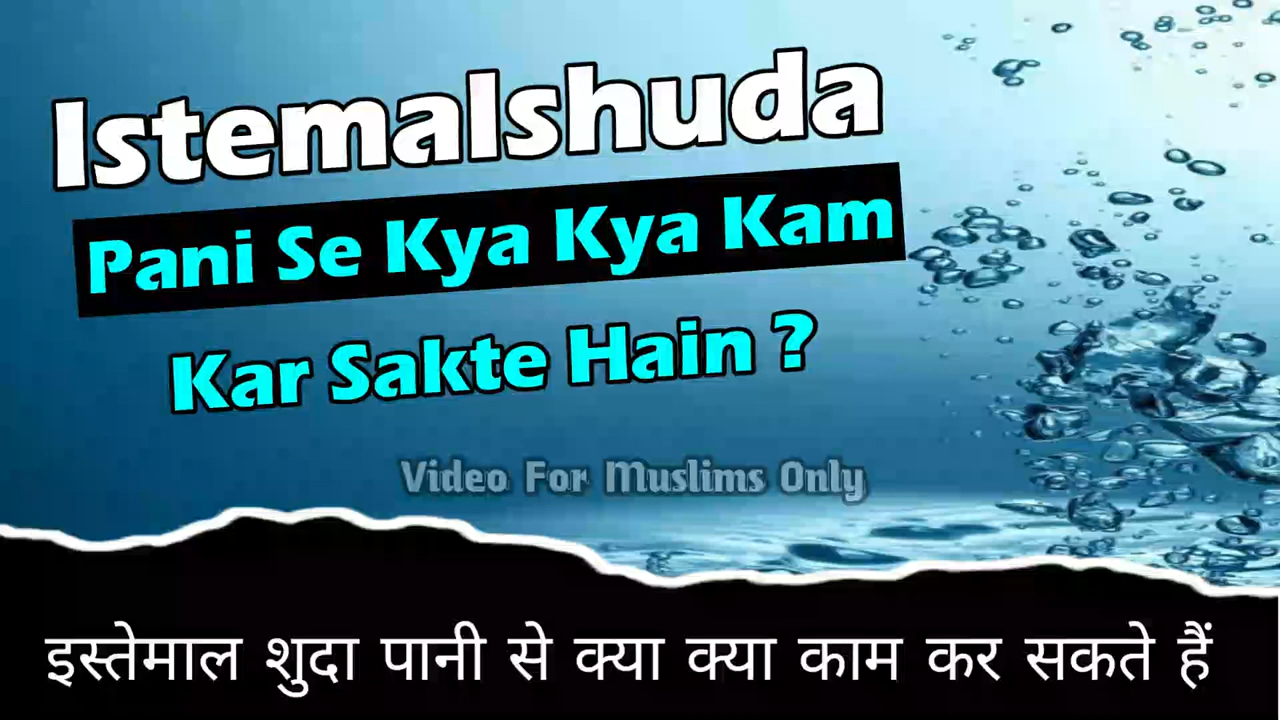 Istemalshuda
Pani Se Kya Kya Kam
Kar Sakte Hain ?
Video For Muslims Only
इस्तेमाल शुदा पानी से क्या क्या काम कर सकते हैं